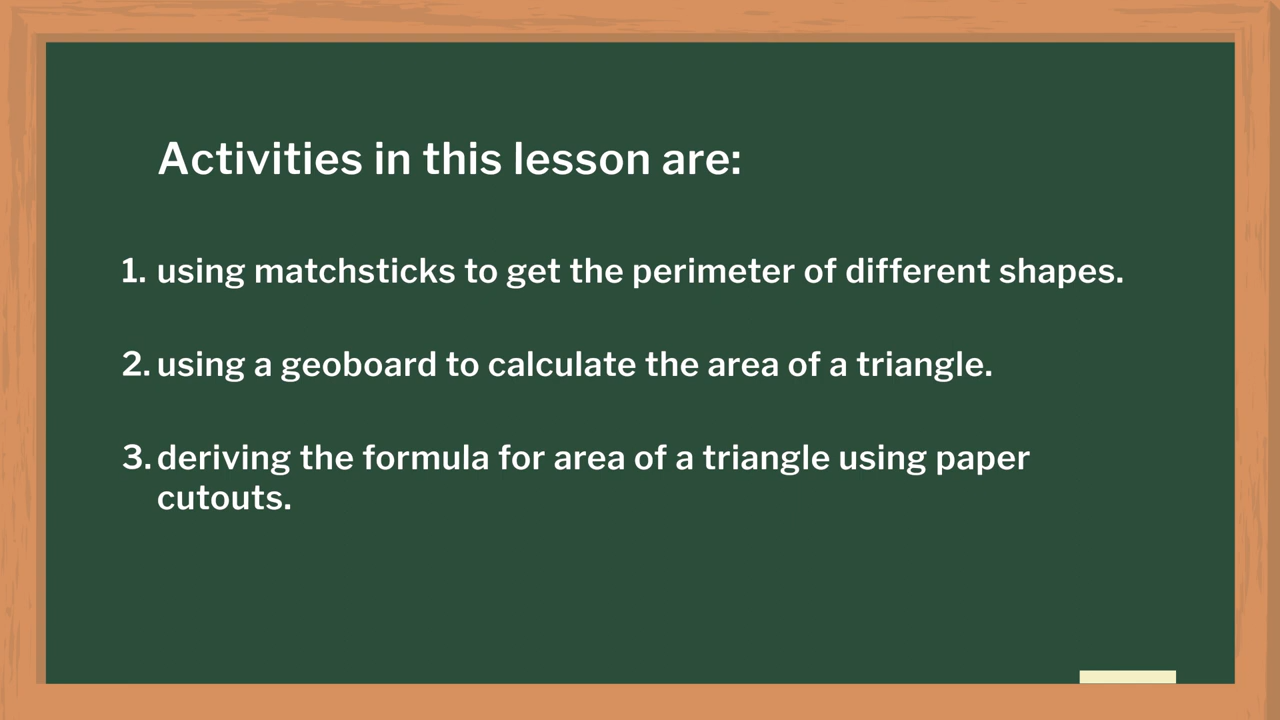 Activities in this lesson are:
1. using matchsticks to get the perimeter of different shapes.
2. using a geoboard to calculate the area of a triangle.
3. deriving the formula for area of a triangle using paper
cutouts.